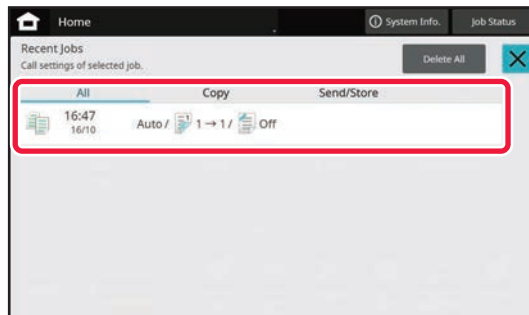 Home
System Info.
Job Status
Recent Jobs
Call settings of selected job.
Delete All
All Copy Send/Store
16:47
16/10
Auto / 1 → 1 / Off